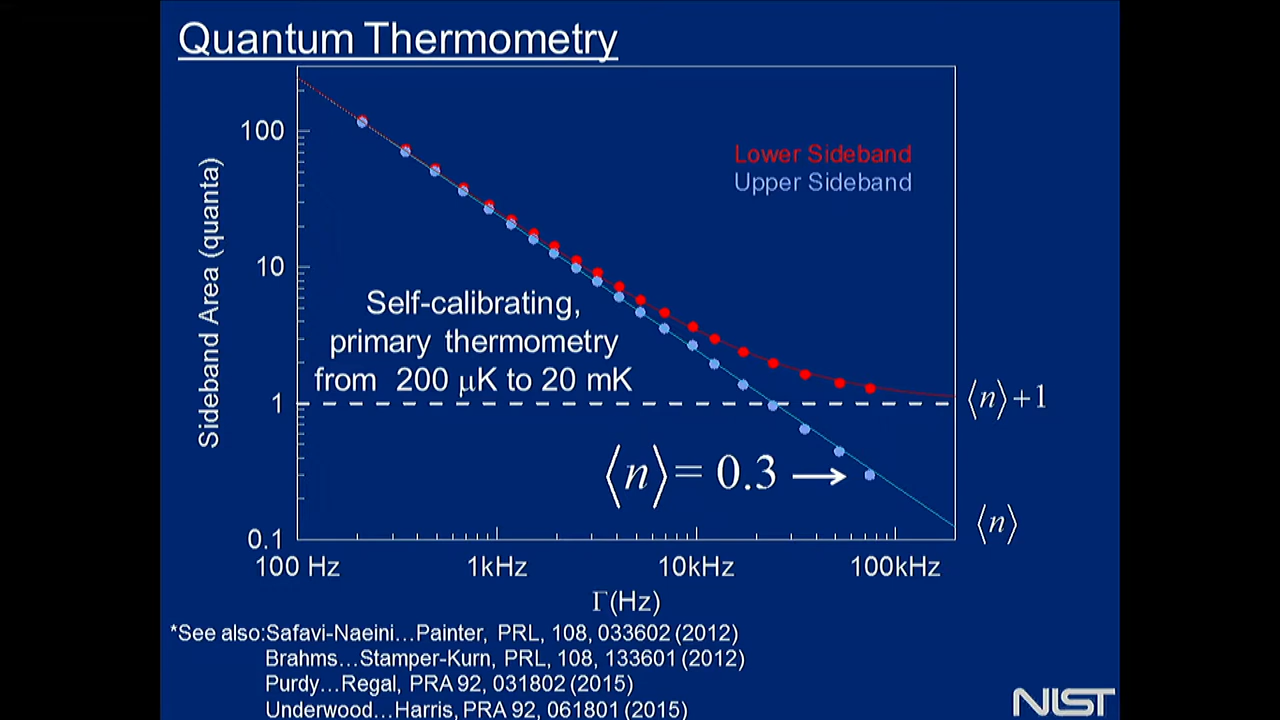 Quantum Thermometry
Lower Sideband
Upper Sideband
100
10
1
0.1
Sideband Area (quanta)
Self-calibrating,
primary thermometry
from 200 μK to 20 mK
⟨n⟩+1
⟨n⟩= 0.3
⟨n⟩
100 Hz 1kHz 10kHz 100kHz
Γ(Hz)
*See also:Safavi-Naeini…Painter, PRL, 108, 033602 (2012)
Brahms…Stamper-Kurn, PRL, 108, 133601 (2012)
Purdy…Regal, PRA 92, 031802 (2015)
Underwood…Harris, PRA 92, 061801 (2015)
NIST